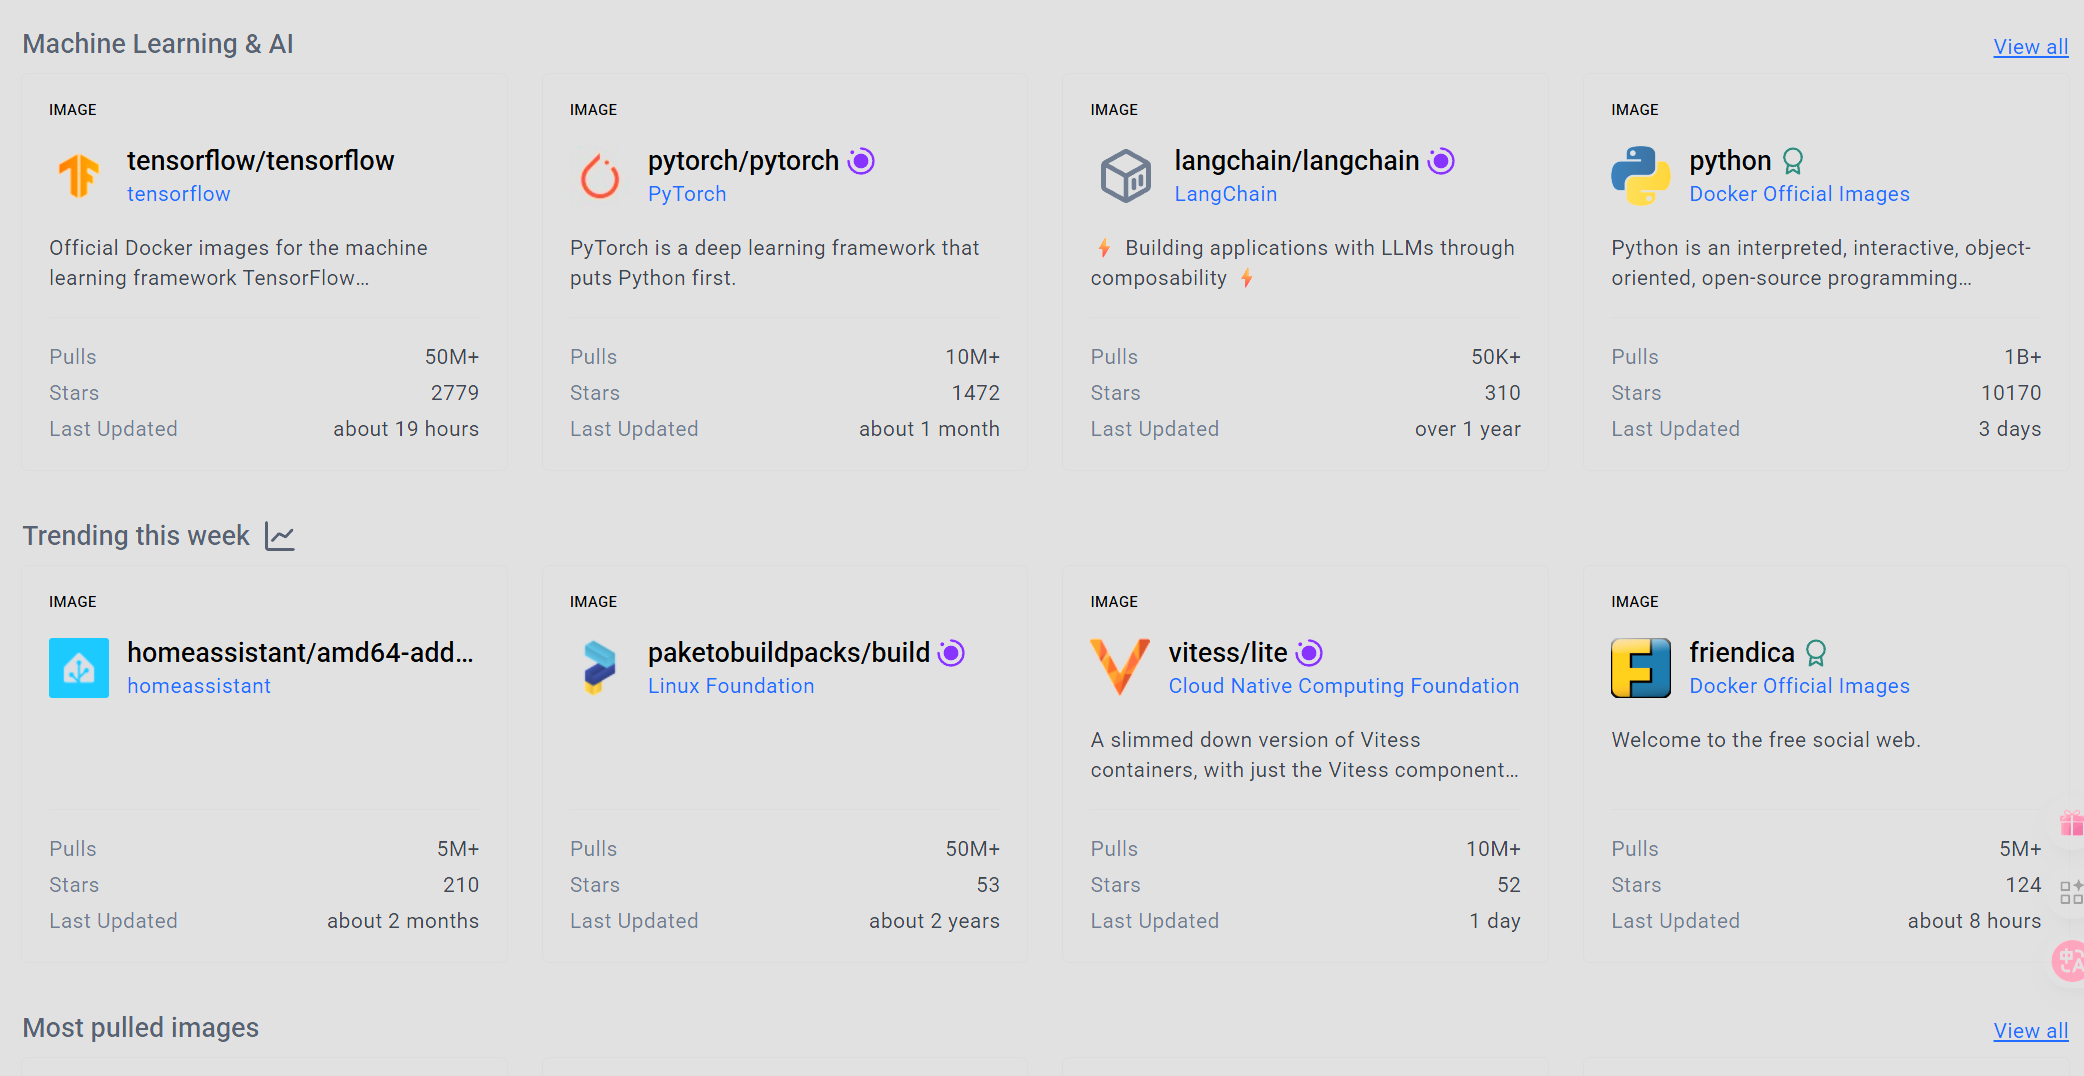 Machine Learning & AI
View all
IMAGE
tensorflow/tensorflow
tensorflow
Official Docker images for the machine
learning framework TensorFlow...
Pulls 50M+
Stars 2779
Last Updated about 19 hours
IMAGE
pytorch/pytorch
PyTorch
PyTorch is a deep learning framework that
puts Python first.
Pulls 10M+
Stars 1472
Last Updated about 1 month
IMAGE
langchain/langchain
LangChain
⚡ Building applications with LLMs through
composability ⚡
Pulls 50K+
Stars 310
Last Updated over 1 year
IMAGE
python
Docker Official Images
Python is an interpreted, interactive, object-
oriented, open-source programming...
Pulls 1B+
Stars 10170
Last Updated 3 days
Trending this week
IMAGE
homeassistant/amd64-add...
homeassistant
Pulls 5M+
Stars 210
Last Updated about 2 months
IMAGE
paketobuildpacks/build
Linux Foundation
Pulls 50M+
Stars 53
Last Updated about 2 years
IMAGE
vitess/lite
Cloud Native Computing Foundation
A slimmed down version of Vitess
containers, with just the Vitess component...
Pulls 10M+
Stars 52
Last Updated 1 day
IMAGE
friendica
Docker Official Images
Welcome to the free social web.
Pulls 5M+
Stars 124
Last Updated about 8 hours
中A
Most pulled images
View all